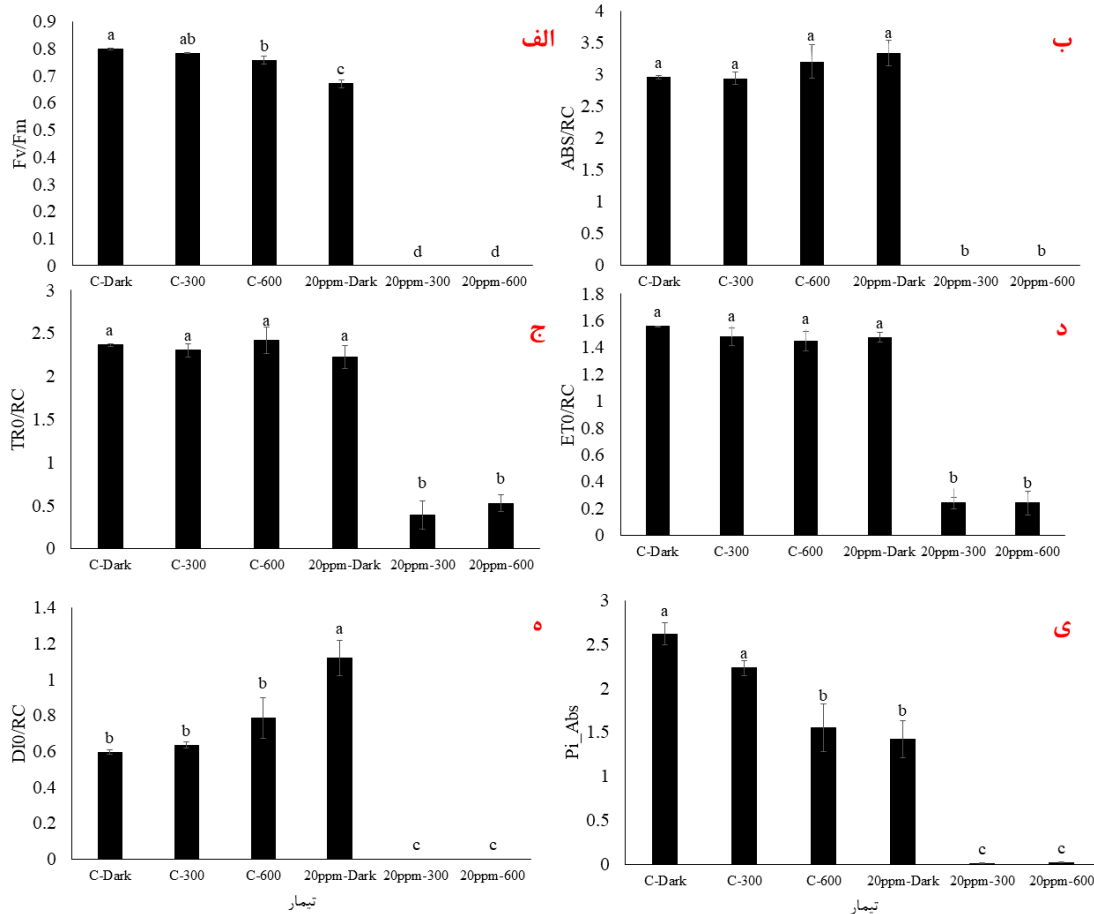 الف
0.9
0.8
0.7
0.6
0.5
0.4
0.3
0.2
0.1
0
Fv/Fm
a
ab
b
c
d
d
C-Dark
C-300
C-600
20ppm-Dark
20ppm-300
20ppm-600
ب
4
3.5
3
2.5
2
1.5
1
0.5
0
ABS/RC
a
a
a
a
b
b
C-Dark
C-300
C-600
20ppm-Dark
20ppm-300
20ppm-600
ج
3
2.5
2
1.5
1
0.5
0
TR0/RC
a
a
a
a
b
b
C-Dark
C-300
C-600
20ppm-Dark
20ppm-300
20ppm-600
د
1.8
1.6
1.4
1.2
1
0.8
0.6
0.4
0.2
0
ET0/RC
a
a
a
a
b
b
C-Dark
C-300
C-600
20ppm-Dark
20ppm-300
20ppm-600
ه
1.4
1.2
1
0.8
0.6
0.4
0.2
0
DI0/RC
b
b
b
a
c
c
C-Dark
C-300
C-600
20ppm-Dark
20ppm-300
20ppm-600
تیمار
ی
3
2.5
2
1.5
1
0.5
0
Pi_Abs
a
a
b
b
c
c
C-Dark
C-300
C-600
20ppm-Dark
20ppm-300
20ppm-600
تیمار